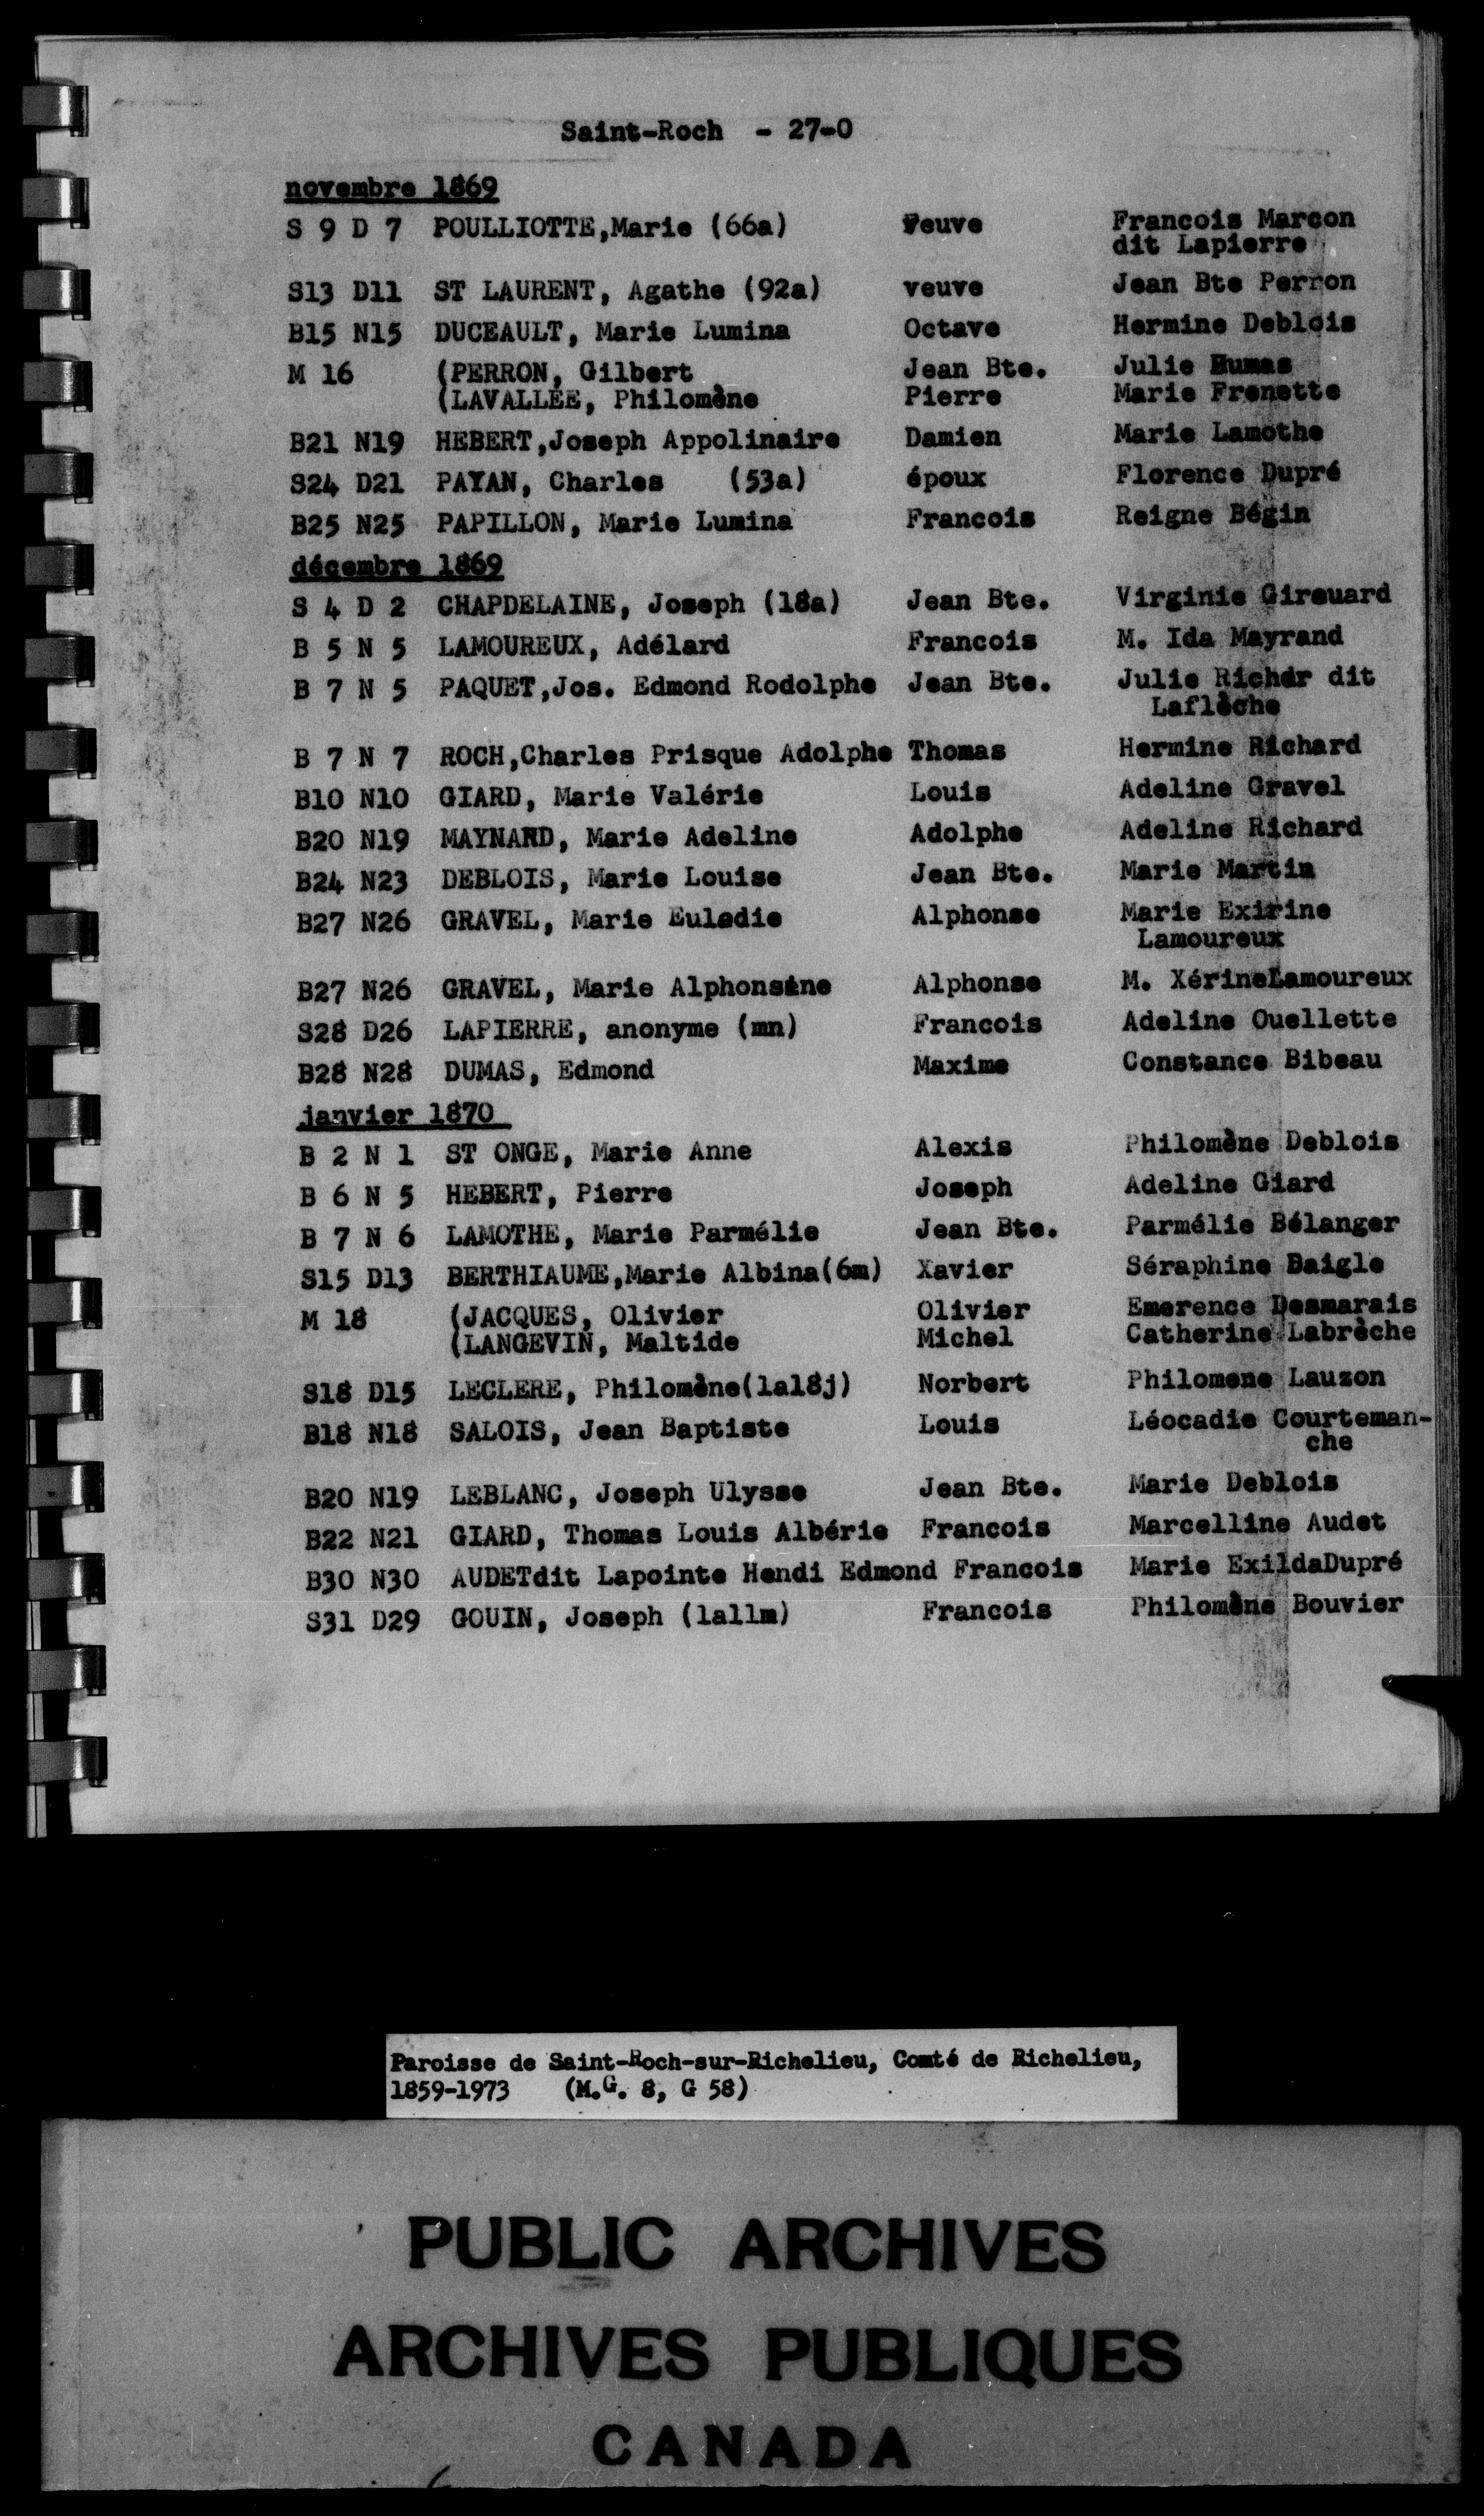 Saint-Roch - 27-0
novembre 1869
S 9 D 7 POULLIOTTE,Marie (66a) Veuve Francois Marcon
dit Lapierre
S13 D11 ST LAURENT, Agathe (92a) veuve Jean Bte Perron
B15 N15 DUCEAULT, Marie Lumina Octave Hermine Deblois
M 16 (PERRON, Gilbert Jean Bte. Julie
(LAVALLEE, Philomène Pierre Marie Frenette
B21 N19 HEBERT,Joseph Appolinaire Damien Marie Lamothe
S24 D21 PAYAN, Charles (53a) époux Florence Dupré
B25 N25 PAPILLON, Marie Lumina Francois Reigne Bégin
décembre 1869
S 4 D 2 CHAPDELAINE, Joseph (18a) Jean Bte. Virginie Girouard
B 5 N 5 LAMOUREUX, Adélard Francois M. Ida Mayrand
B 7 N 5 PAQUET,Jos. Edmond Rodolphe Jean Bte. Julie Richer dit
Laflèche
B 7 N 7 ROCH,Charles Prisque Adolphe Thomas Hermine Richard
B10 N10 GIARD, Marie Valérie Louis Adeline Gravel
B20 N19 MAYNARD, Marie Adeline Adolphe Adeline Richard
B24 N23 DEBLOIS, Marie Louise Jean Bte. Marie Martin
B27 N26 GRAVEL, Marie Euladie Alphonse Marie Exirine
Lamoureux
B27 N26 GRAVEL, Marie Alphonsine Alphonse M. XérineLamoureux
S28 D26 LAPIERRE, anonyme (mn) Francois Adeline Ouellette
B28 N28 DUMAS, Edmond Maxime Constance Bibeau
janvier 1870
B 2 N 1 ST ONGE, Marie Anne Alexis Philomène Deblois
B 6 N 5 HEBERT, Pierre Joseph Adeline Giard
B 7 N 6 LAMOTHE, Marie Parmélie Jean Bte. Parmélie Bélanger
S15 D13 BERTHIAUME,Marie Albina(6m) Xavier Séraphine Daigle
M 18 (JACQUES, Olivier Olivier Emerence Desmarais
(LANGEVIN, Maltide Michel Catherine Labrèche
S18 D15 LECLERE, Philomène(1a18j) Norbert Philomene Lauzon
B18 N18 SALOIS, Jean Baptiste Louis Léocadie Courteman-
che
B20 N19 LEBLANC, Joseph Ulysse Jean Bte. Marie Deblois
B22 N21 GIARD, Thomas Louis Albérie Francois Marcelline Audet
B30 N30 AUDETdit Lapointe Hendi Edmond Francois Marie ExildaDupré
S31 D29 GOUIN, Joseph (1a11m) Francois Philomène Bouvier
Paroisse de Saint-Roch-sur-Richelieu, Comté de Richelieu,
1859-1973 (M.G. 8, G 58)
PUBLIC ARCHIVES
ARCHIVES PUBLIQUES
CANADA